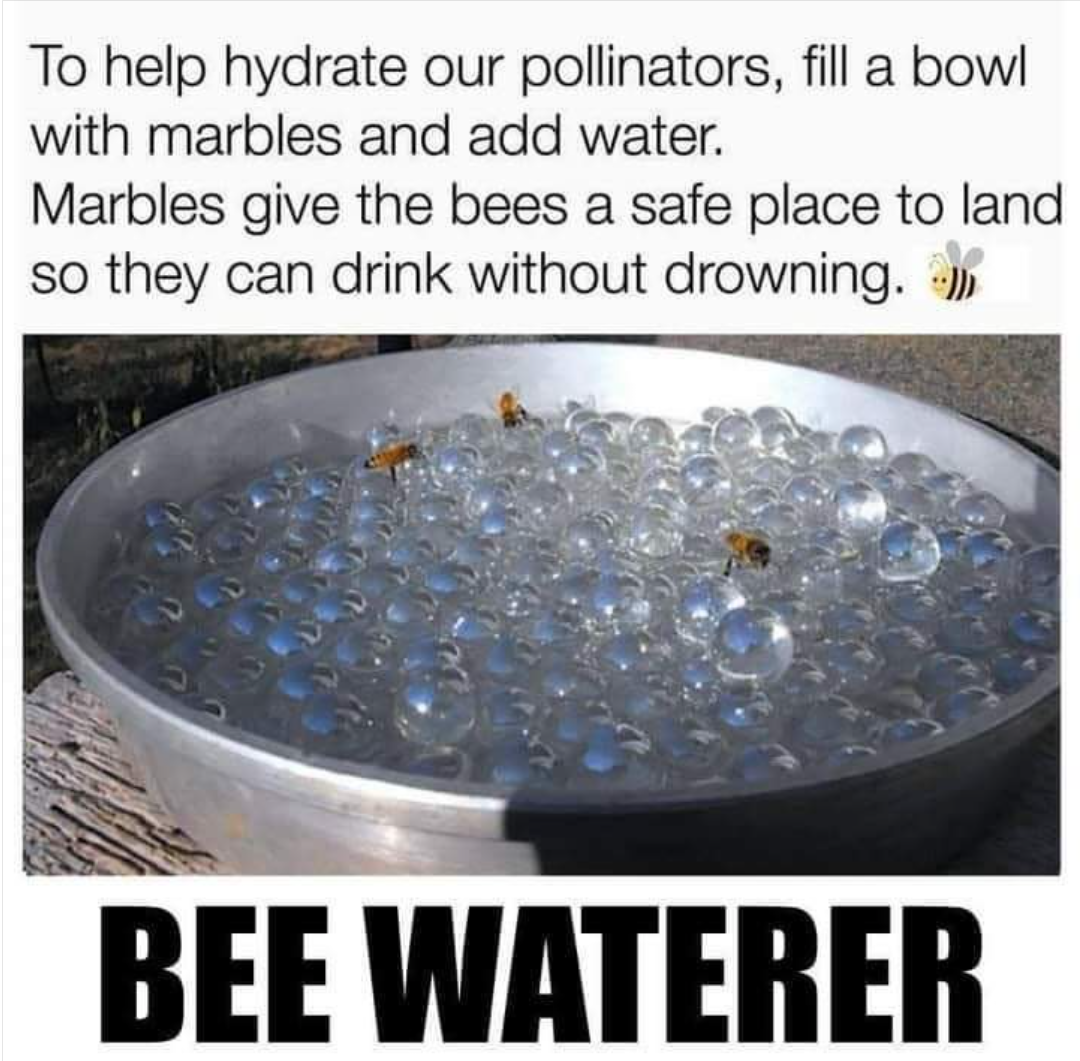 To help hydrate our pollinators, fill a bowl
with marbles and add water.
Marbles give the bees a safe place to land
so they can drink without drowning. 🐝
BEE WATERER